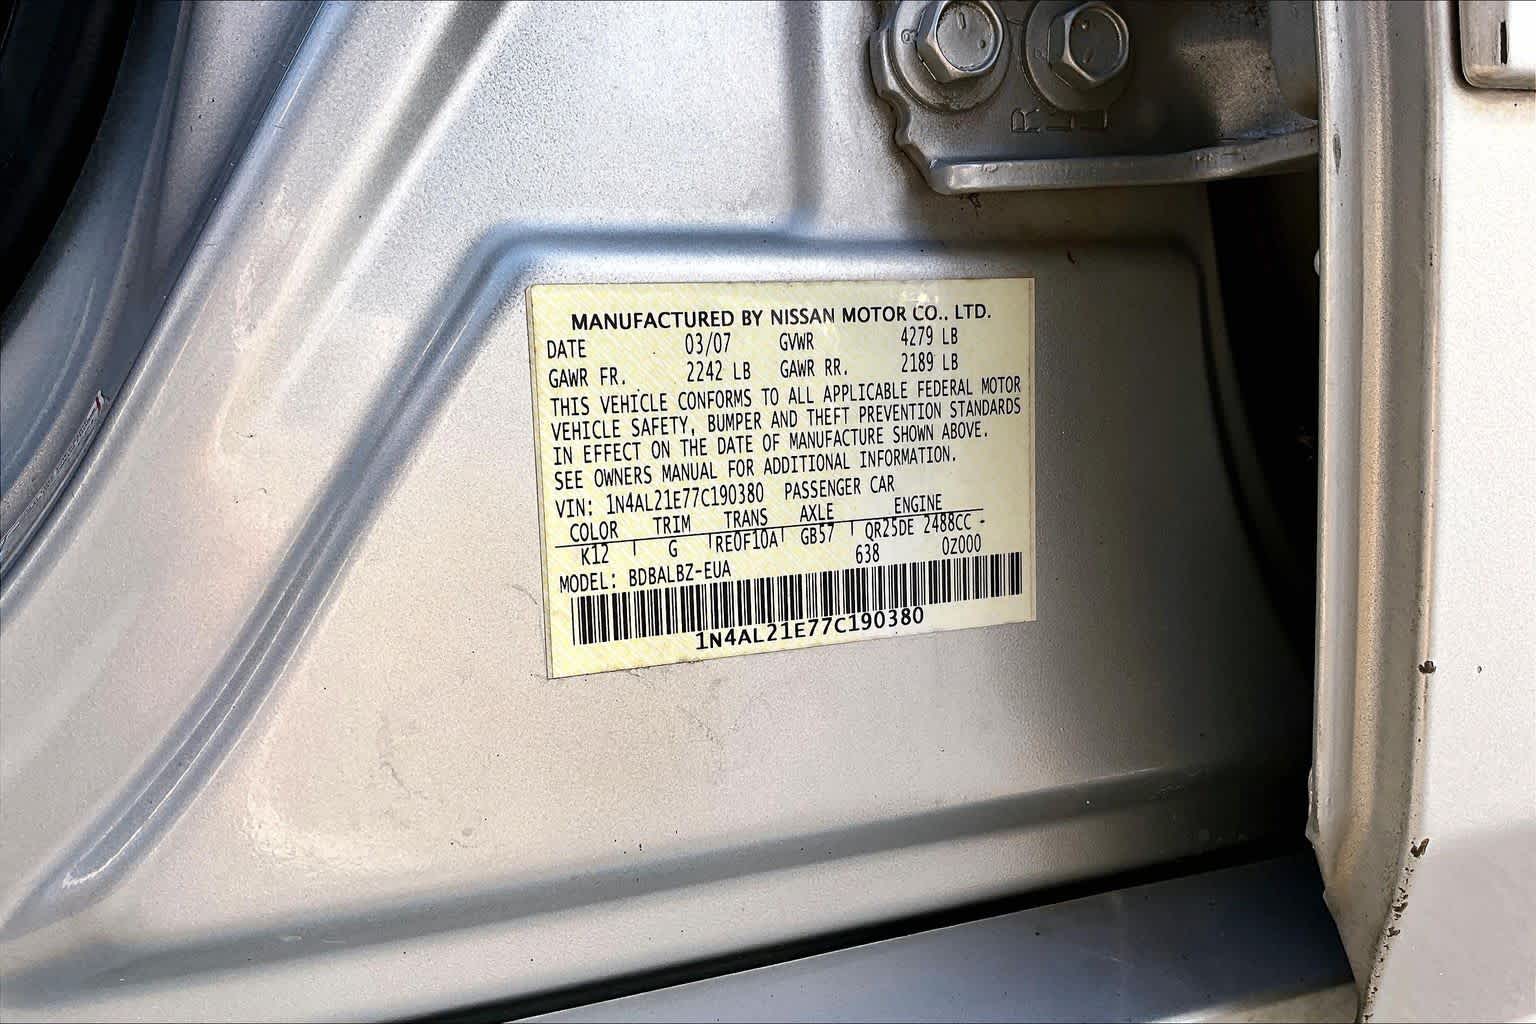 MANUFACTURED BY NISSAN MOTOR CO., LTD.
DATE 03/07 GVWR 4279 LB
GAWR FR. 2242 LB GAWR RR. 2189 LB
THIS VEHICLE CONFORMS TO ALL APPLICABLE FEDERAL MOTOR
VEHICLE SAFETY, BUMPER AND THEFT PREVENTION STANDARDS
IN EFFECT ON THE DATE OF MANUFACTURE SHOWN ABOVE.
SEE OWNERS MANUAL FOR ADDITIONAL INFORMATION.
VIN: 1N4AL21E77C190380 PASSENGER CAR
COLOR TRIM TRANS AXLE ENGINE
K12 G RE0F10A GB57 QR25DE 2488CC
638 0Z000
MODEL: BDBALBZ-EUA
1N4AL21E77C190380